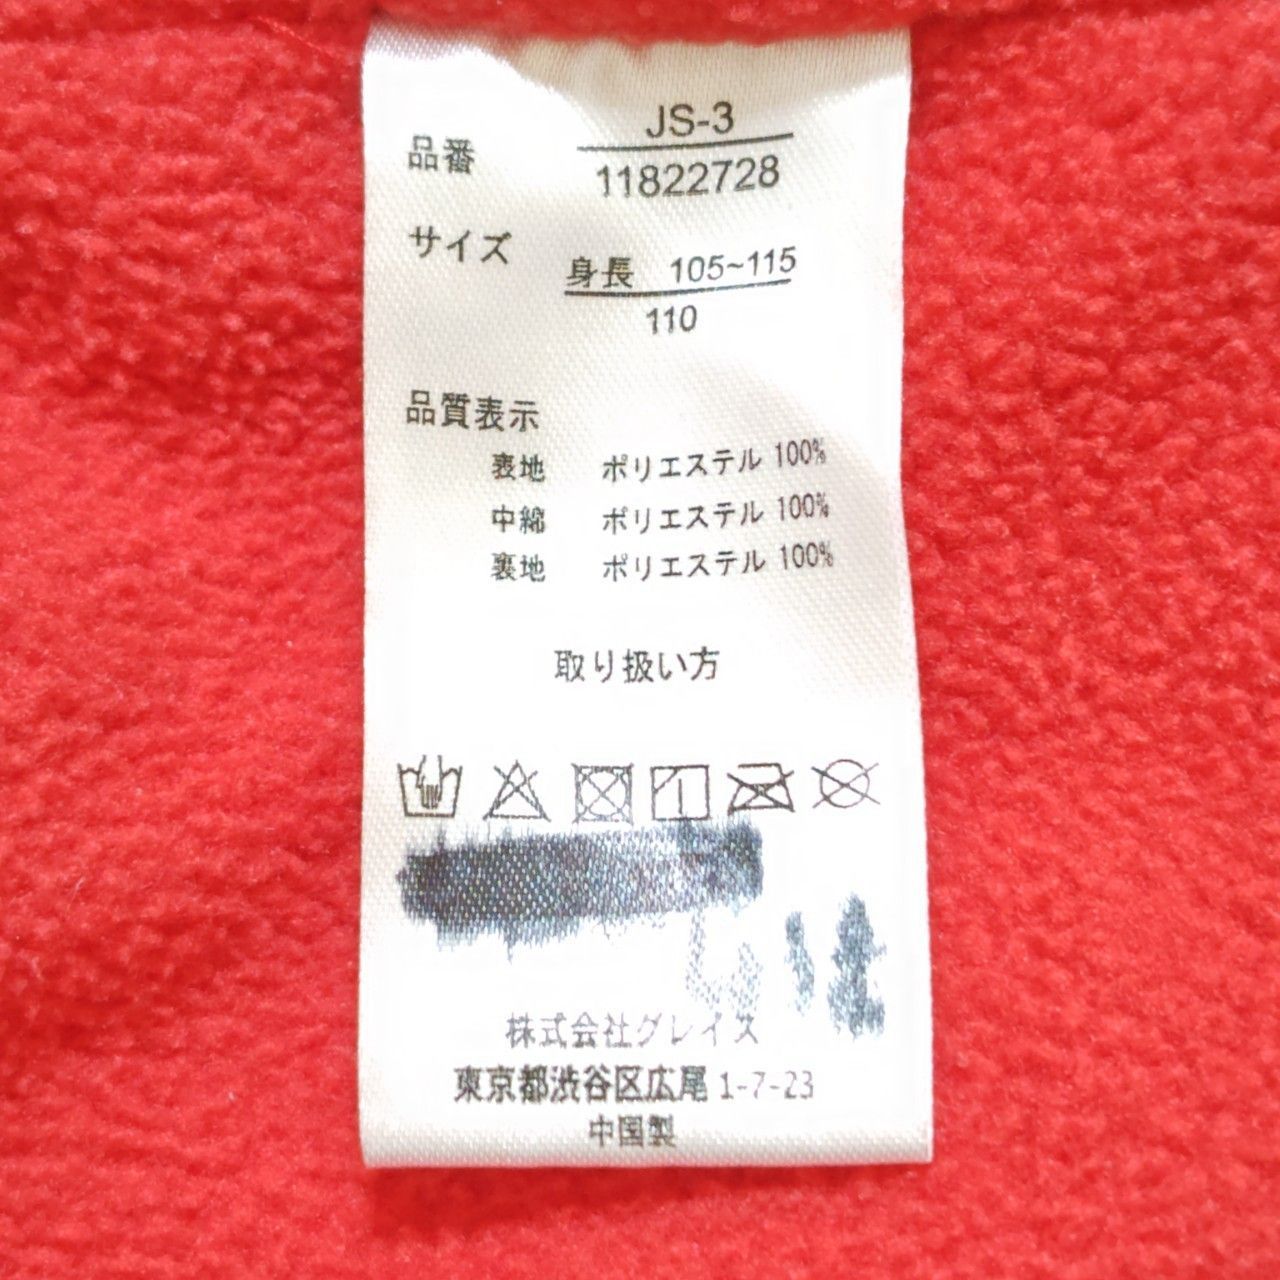 JS-3
品番
11822728
サイズ
身長 105~115
110
品質表示
表地 ポリエステル 100%
中綿 ポリエステル 100%
裏地 ポリエステル 100%
取り扱い方
株式会社グレイス
東京都渋谷区広尾 1-7-23
中国製